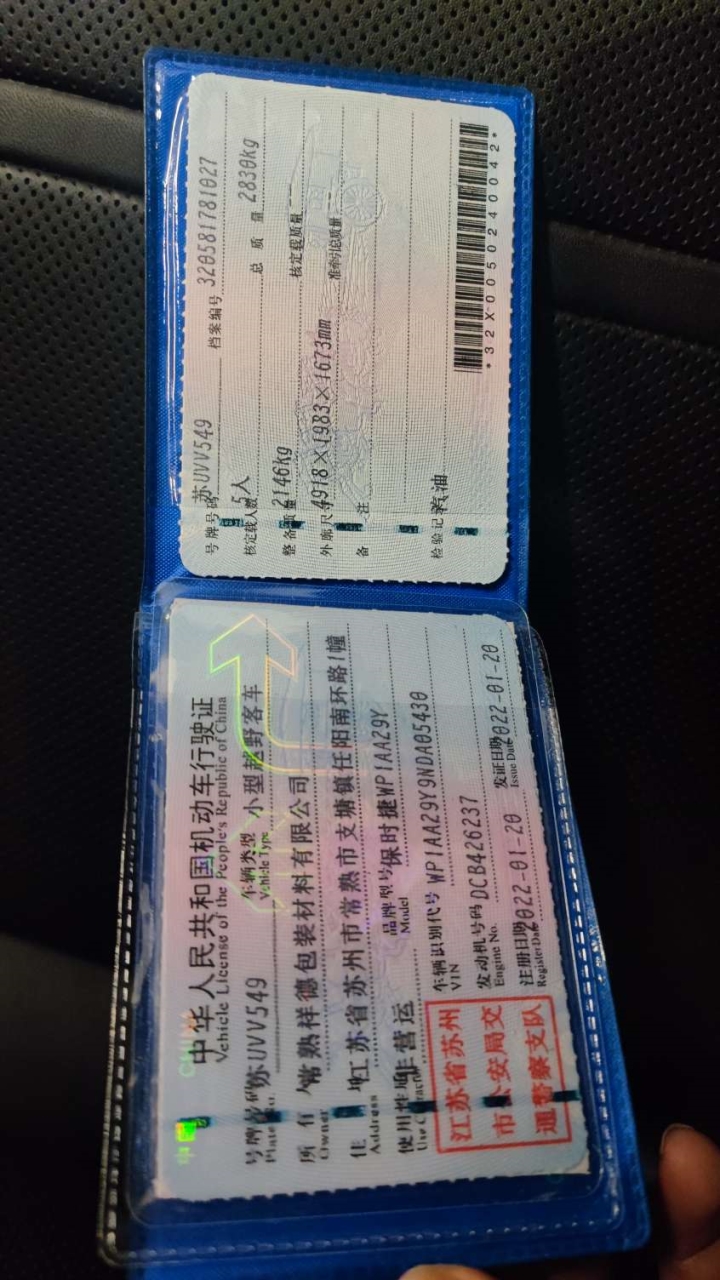 中华人民共和国机动车行驶证
Vehicle License of the People's Republic of China
号牌号码 苏UVV549 车辆类型 小型越野客车
Plate No. Vehicle Type
所有人 常熟样德包装材料有限公司
Owner
住址 江苏省苏州市常熟市支塘镇任阳南环路1幢
Address
使用性质 非营运 品牌型号 保时捷WP1AA29Y
Use Character Model
江苏省苏州
市公安局交
通警察支队
车辆识别代号 WP1AA29Y9NDA05430
VIN
发动机号码 DCB426237
Engine No.
注册日期 2022-01-20 发证日期 2022-01-20
Register Date Issue Date
号牌号码 苏UVV549 档案编号 320581781027
核定载人数 5人 总质量 2830kg
整备质量 2146kg 核定载质量
外廓尺寸 4918×1983×1673mm 准牵引总质量
备注
检验记录 汽油
*32X0050240042*